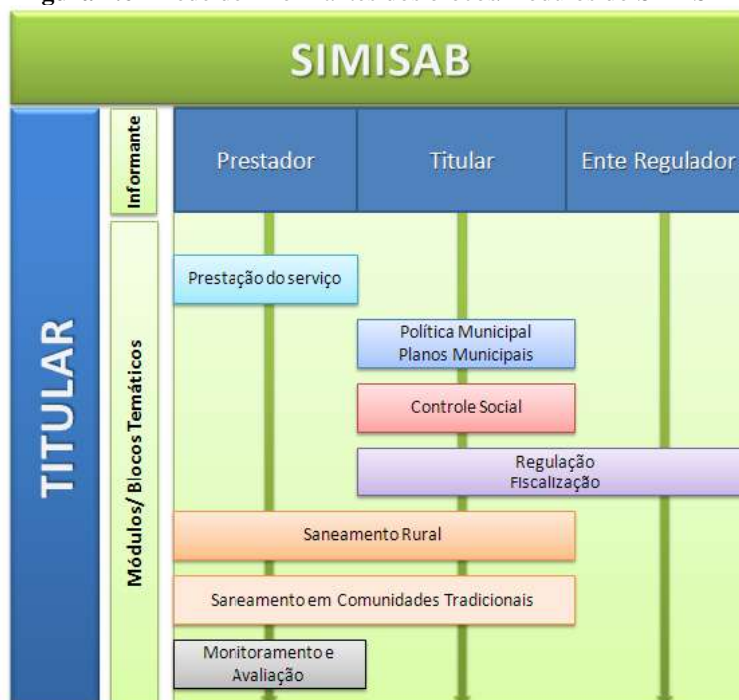 SIMISAB
TITULAR
Informante
Prestador
Titular
Ente Regulador
Módulos/ Blocos Temáticos
Prestação do serviço
Política Municipal
Planos Municipais
Controle Social
Regulação
Fiscalização
Saneamento Rural
Saneamento em Comunidades Tradicionais
Monitoramento e
Avaliação